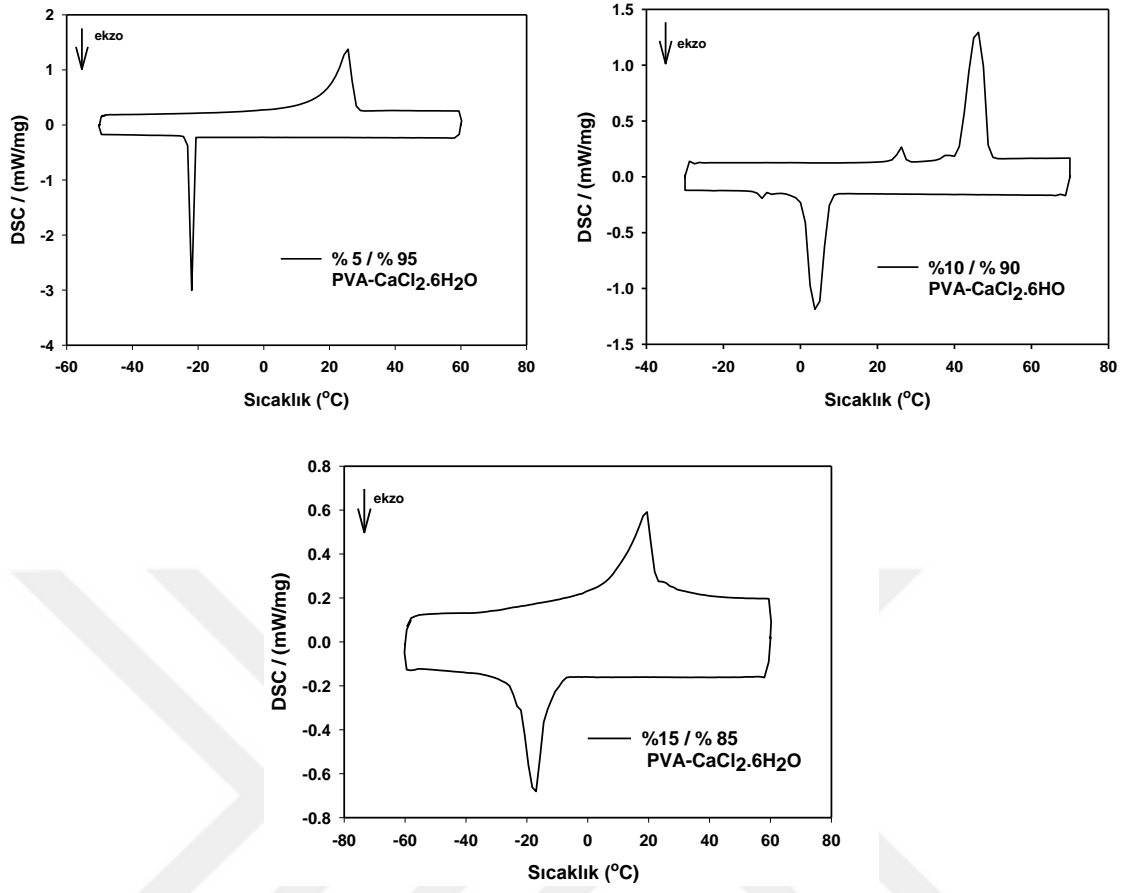 2
1
0
-1
-2
-3
-4
DSC / (mW/mg)
ekzo
% 5 / % 95
PVA-CaCl2.6H2O
-60 -40 -20 0 20 40 60 80
Sıcaklık (oC)
1.5
1.0
0.5
0.0
-0.5
-1.0
-1.5
DSC / (mW/mg)
ekzo
%10 / % 90
PVA-CaCl2.6HO
-40 -20 0 20 40 60 80
Sıcaklık (oC)
0.8
0.6
0.4
0.2
0.0
-0.2
-0.4
-0.6
-0.8
DSC / (mW/mg)
ekzo
%15 / % 85
PVA-CaCl2.6H2O
-80 -60 -40 -20 0 20 40 60 80
Sıcaklık (oC)